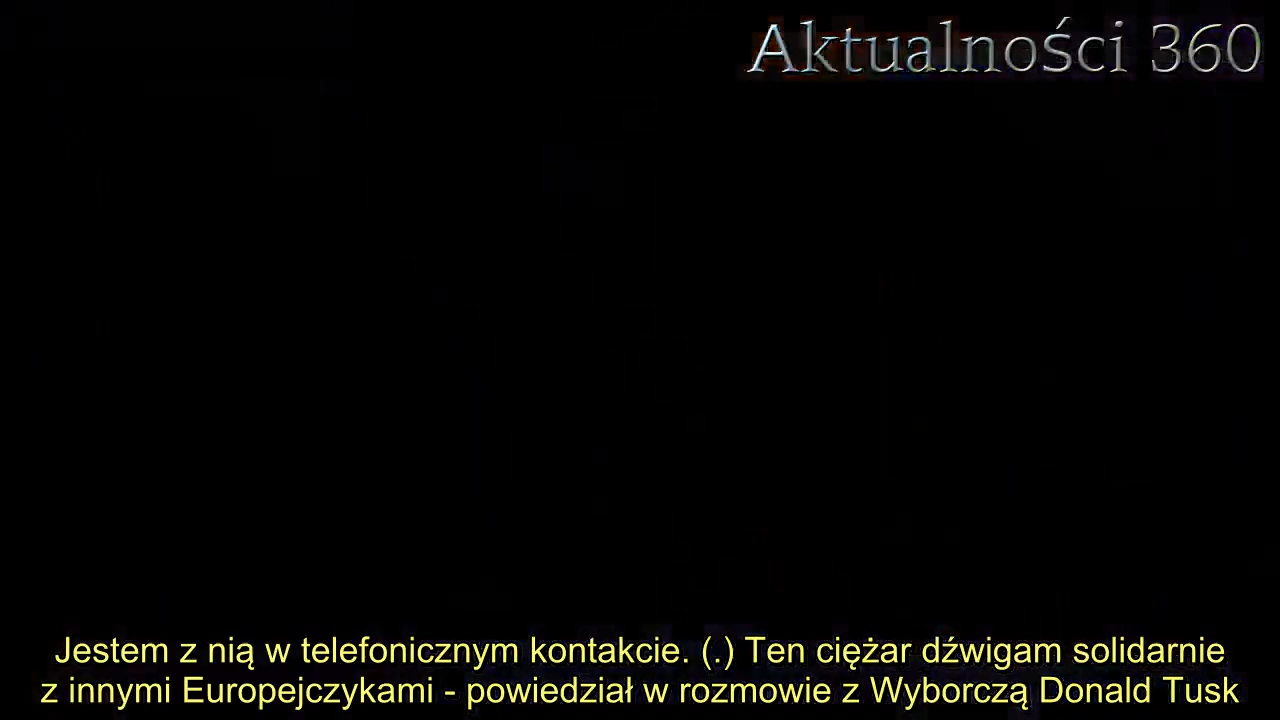 Aktualności 360
Jestem z nią w telefonicznym kontakcie. (.) Ten ciężar dźwigam solidarnie
z innymi Europejczykami - powiedział w rozmowie z Wyborczą Donald Tusk